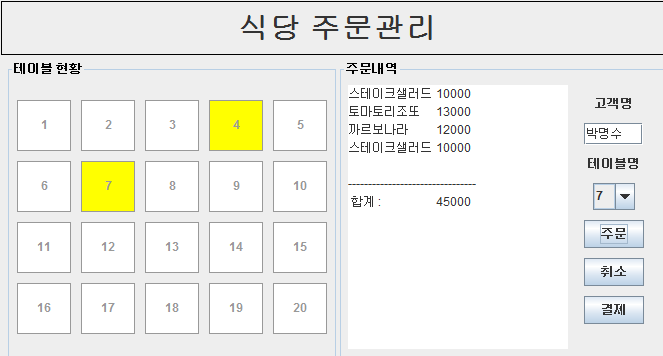 식당 주문관리
테이블 현황
1 2 3 4 5
6 7 8 9 10
11 12 13 14 15
16 17 18 19 20
주문내역
스테이크샐러드 10000
토마토리조또 13000
까르보나라 12000
스테이크샐러드 10000
--------------------------------
합계 : 45000
고객명
박명수
테이블명
7
주문
취소
결제